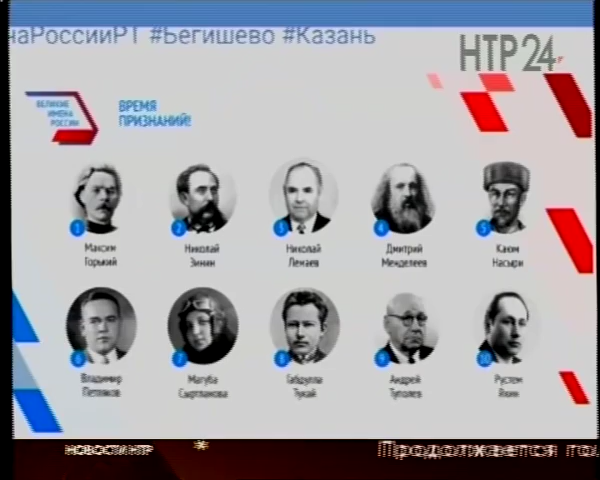 наРоссииРТ #Бегишево #Казань
НТР 24
ВЕЛИКИЕ
ИМЕНА
РОССИИ
ВРЕМЯ
ПРИЗНАНИЙ!
1
2
3
4
5
Максим
Горький
Николай
Зинин
Николай
Лемаев
Дмитрий
Менделеев
Каюм
Насыри
6
7
8
9
10
Владимир
Петляков
Магуба
Сыртланова
Габдулла
Тукай
Андрей
Туполев
Рустем
Яхин
новостиНТР *
Продолжается гол